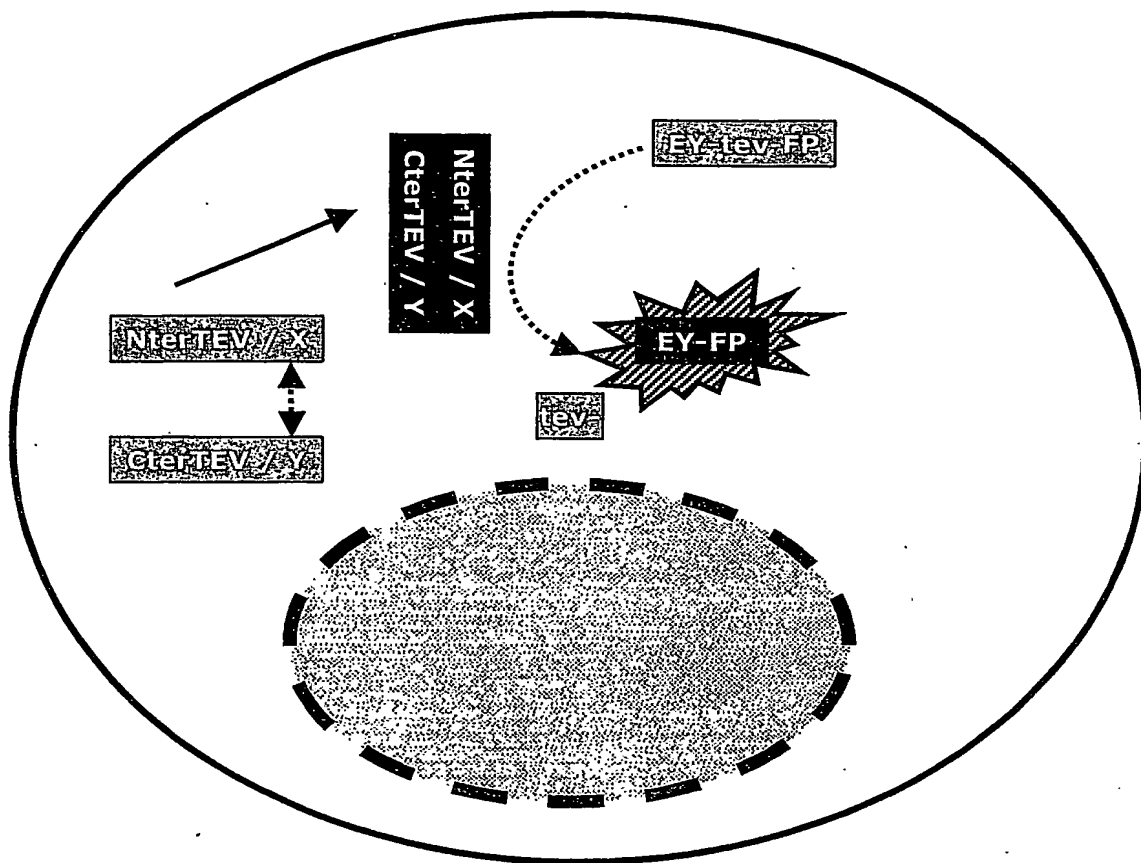 EY-tev-FP
NterTEV / X
CterTEV / Y
EY-FP
NterTEV / X
tev-
CterTEV / Y